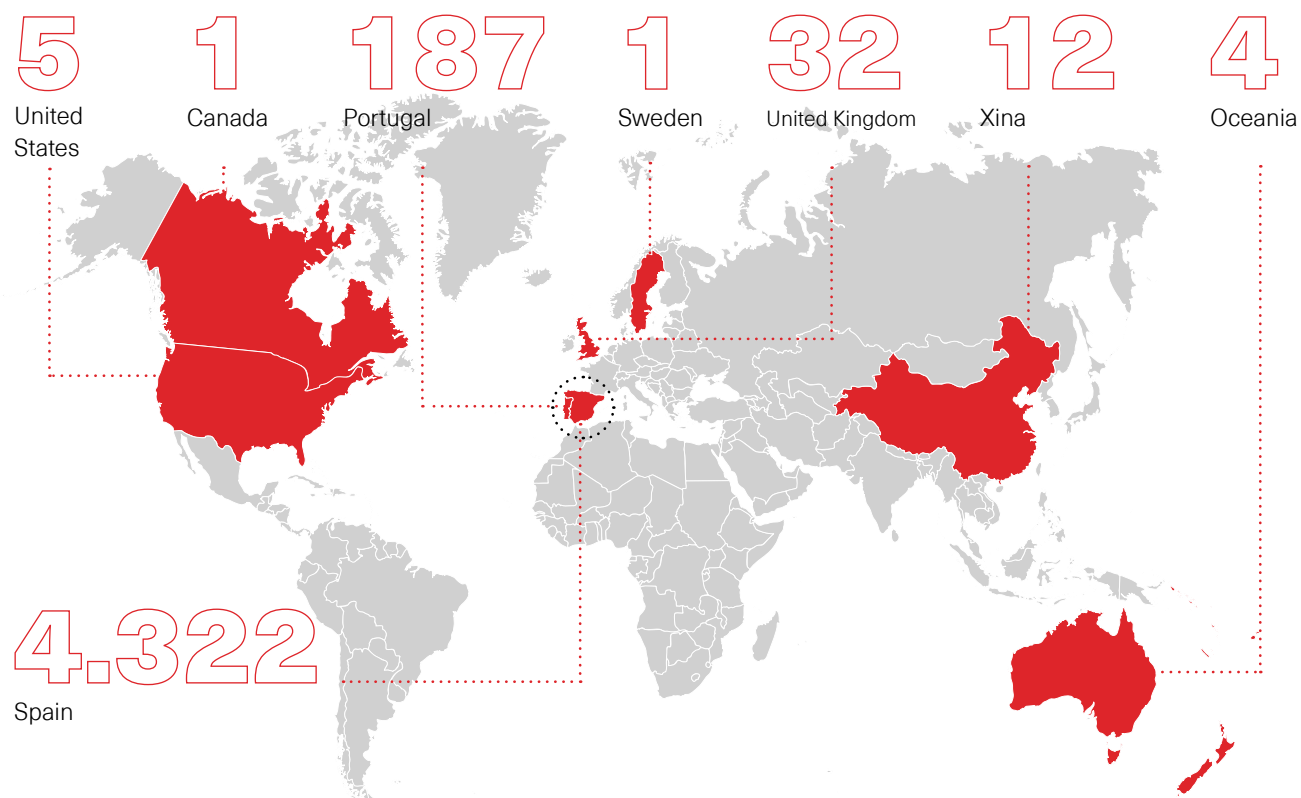 5
United
States
1
Canada
187
Portugal
1
Sweden
32
United Kingdom
12
Xina
4
Oceania
4.322
Spain